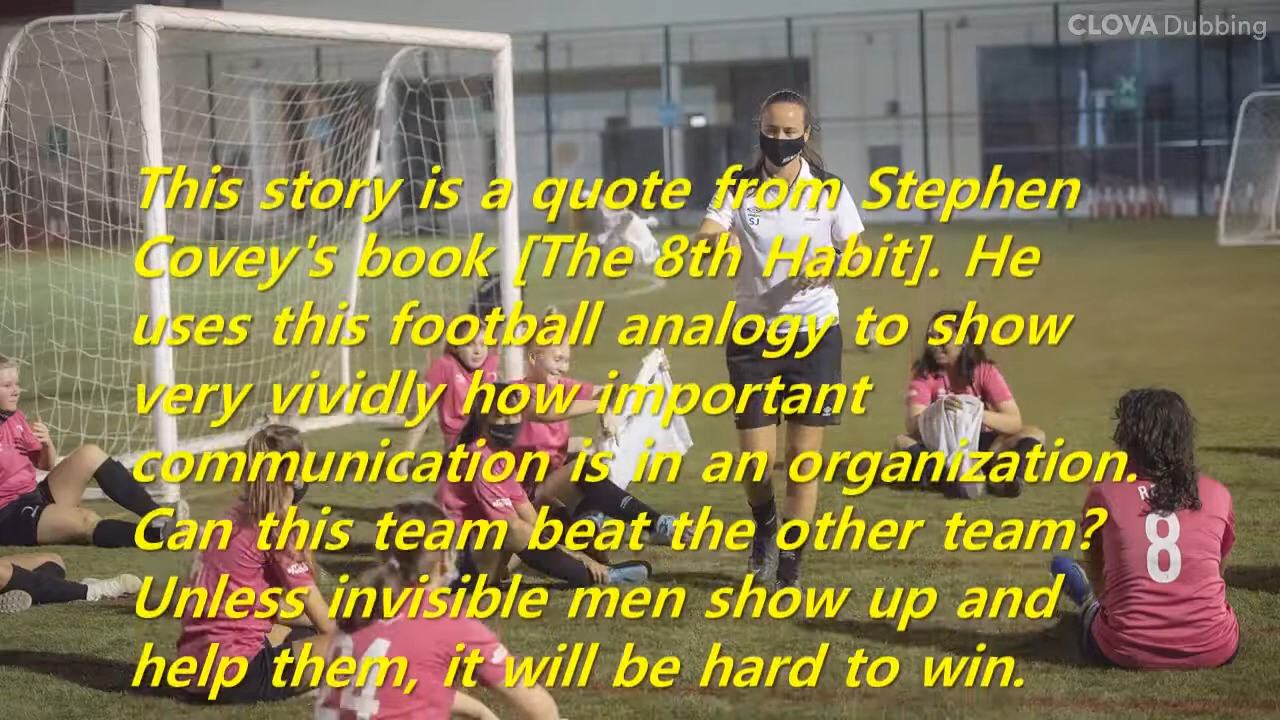 CLOVA Dubbing
This story is a quote from Stephen
Covey's book [The 8th Habit]. He
uses this football analogy to show
very vividly how important
communication is in an organization.
Can this team beat the other team?
Unless invisible men show up and
help them, it will be hard to win.
SJ
8